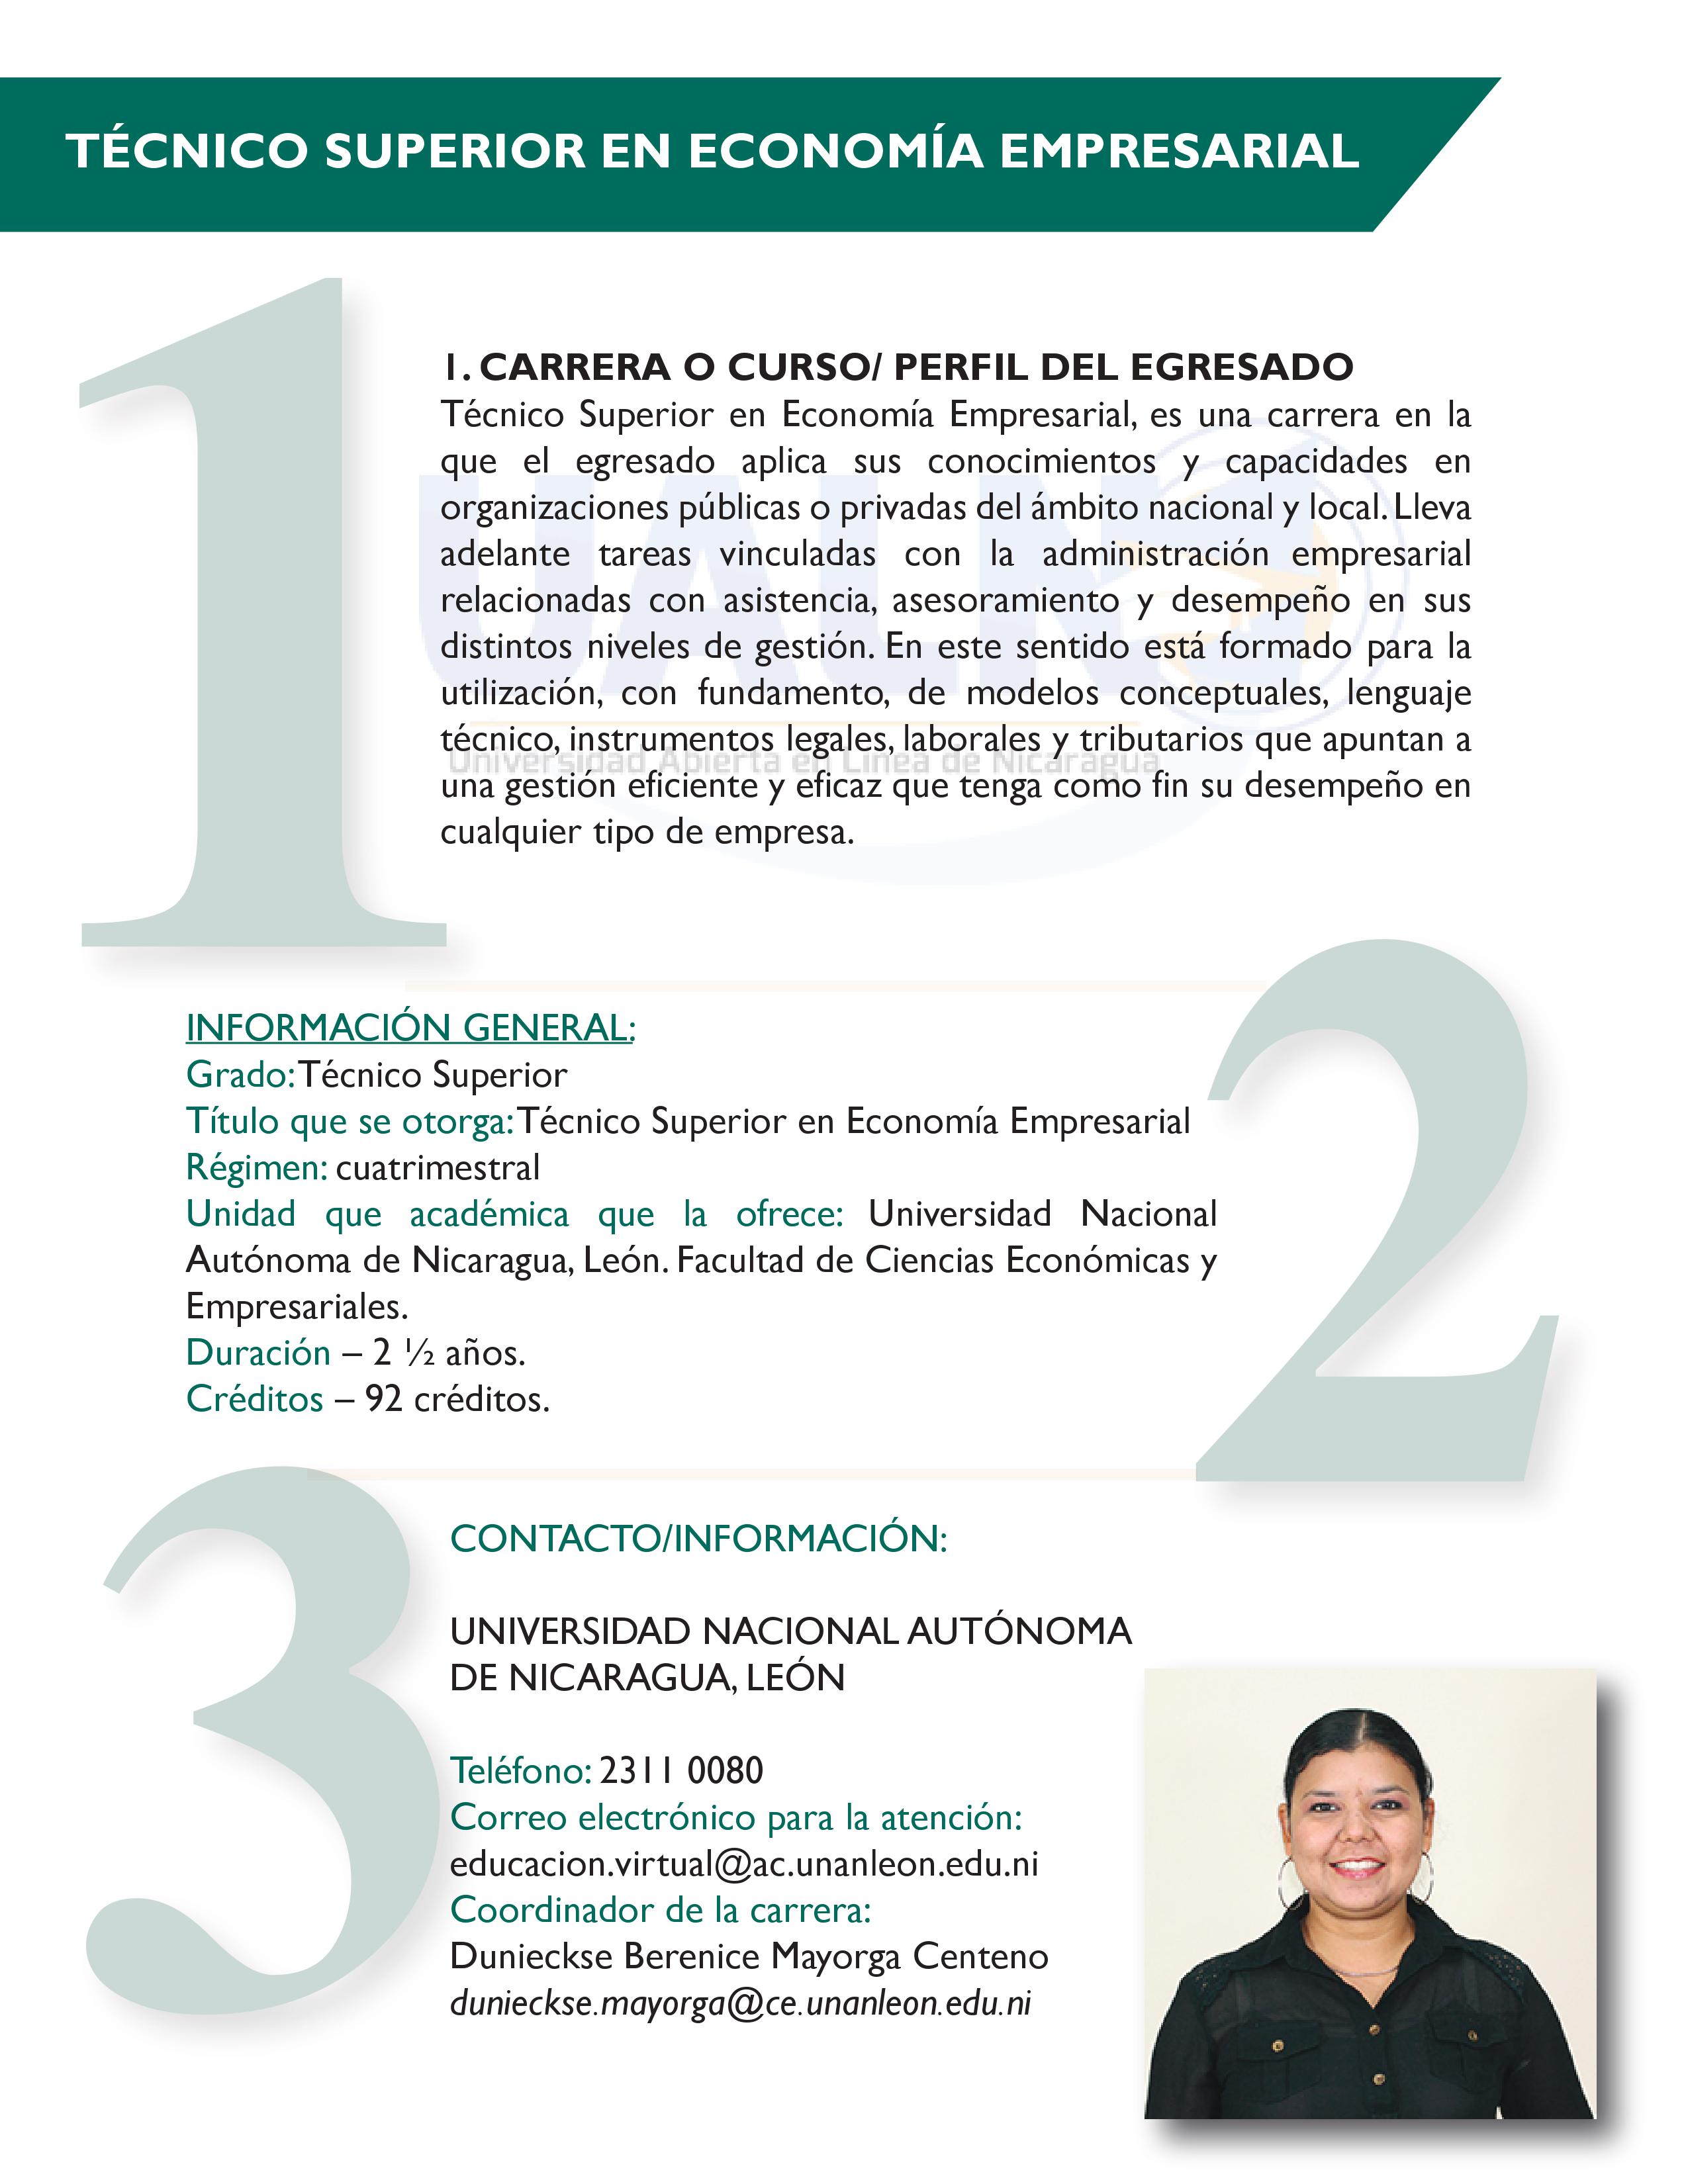 TÉCNICO SUPERIOR EN ECONOMÍA EMPRESARIAL
1
1. CARRERA O CURSO/ PERFIL DEL EGRESADO
Técnico Superior en Economía Empresarial, es una carrera en la
que el egresado aplica sus conocimientos y capacidades en
organizaciones públicas o privadas del ámbito nacional y local. Lleva
adelante tareas vinculadas con la administración empresarial
relacionadas con asistencia, asesoramiento y desempeño en sus
distintos niveles de gestión. En este sentido está formado para la
utilización, con fundamento, de modelos conceptuales, lenguaje
técnico, instrumentos legales, laborales y tributarios que apuntan a
una gestión eficiente y eficaz que tenga como fin su desempeño en
cualquier tipo de empresa.
UALN
Universidad Abierta en Línea de Nicaragua
2
INFORMACIÓN GENERAL:
Grado: Técnico Superior
Título que se otorga: Técnico Superior en Economía Empresarial
Régimen: cuatrimestral
Unidad que académica que la ofrece: Universidad Nacional
Autónoma de Nicaragua, León. Facultad de Ciencias Económicas y
Empresariales.
Duración – 2 ½ años.
Créditos – 92 créditos.
3
CONTACTO/INFORMACIÓN:
UNIVERSIDAD NACIONAL AUTÓNOMA
DE NICARAGUA, LEÓN
Teléfono: 2311 0080
Correo electrónico para la atención:
educacion.virtual@ac.unanleon.edu.ni
Coordinador de la carrera:
Dunieckse Berenice Mayorga Centeno
dunieckse.mayorga@ce.unanleon.edu.ni